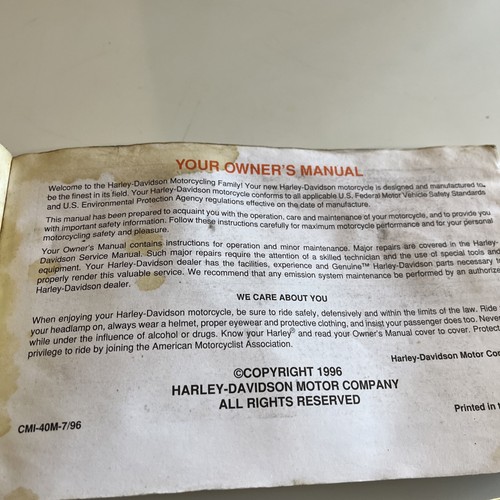 YOUR OWNER'S MANUAL
Welcome to the Harley-Davidson Motorcycling Family! Your new Harley-Davidson motorcycle is designed and manufactured to
be the finest in its field. Your Harley-Davidson motorcycle conforms to all applicable U.S. Federal Motor Vehicle Safety Standards
and U.S. Environmental Protection Agency regulations effective on the date of manufacture.
This manual has been prepared to acquaint you with the operation, care and maintenance of your motorcycle, and to provide you
with important safety information. Follow these instructions carefully for maximum motorcycle performance and for your personal
motorcycling safety and pleasure.
Your Owner's Manual contains instructions for operation and minor maintenance. Major repairs are covered in the Harley-
Davidson Service Manual. Such major repairs require the attention of a skilled technician and the use of special tools and
equipment. Your Harley-Davidson dealer has the facilities, experience and Genuine™ Harley-Davidson parts necessary to
properly render this valuable service. We recommend that any emission system maintenance be performed by an authorize
Harley-Davidson dealer.
WE CARE ABOUT YOU
When enjoying your Harley-Davidson motorcycle, be sure to ride safely, defensively and within the limits of the law. Ride
your headlamp on, always wear a helmet, proper eyewear and protective clothing, and insist your passenger does too. Never
while under the influence of alcohol or drugs. Know your Harley® and read your Owner's Manual cover to cover. Protec
privilege to ride by joining the American Motorcyclist Association.
Harley-Davidson Motor Co
©COPYRIGHT 1996
HARLEY-DAVIDSON MOTOR COMPANY
ALL RIGHTS RESERVED
CMI-40M-7/96
Printed in